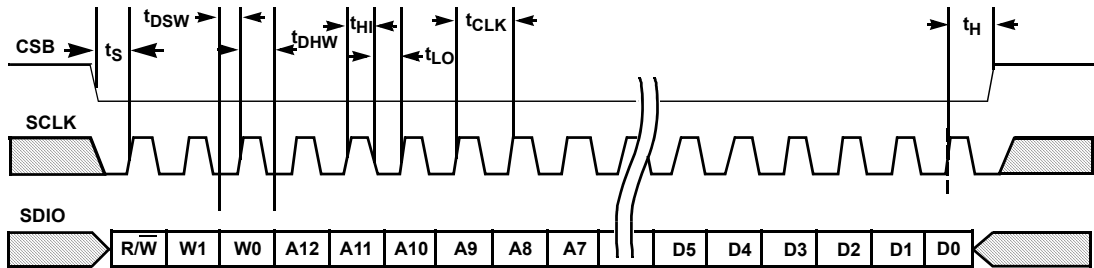 tDSW
tHI
tCLK
tH
CSB
tS
tDHW
tLO
SCLK
SDIO
R/W̅ W1 W0 A12 A11 A10 A9 A8 A7 D5 D4 D3 D2 D1 D0